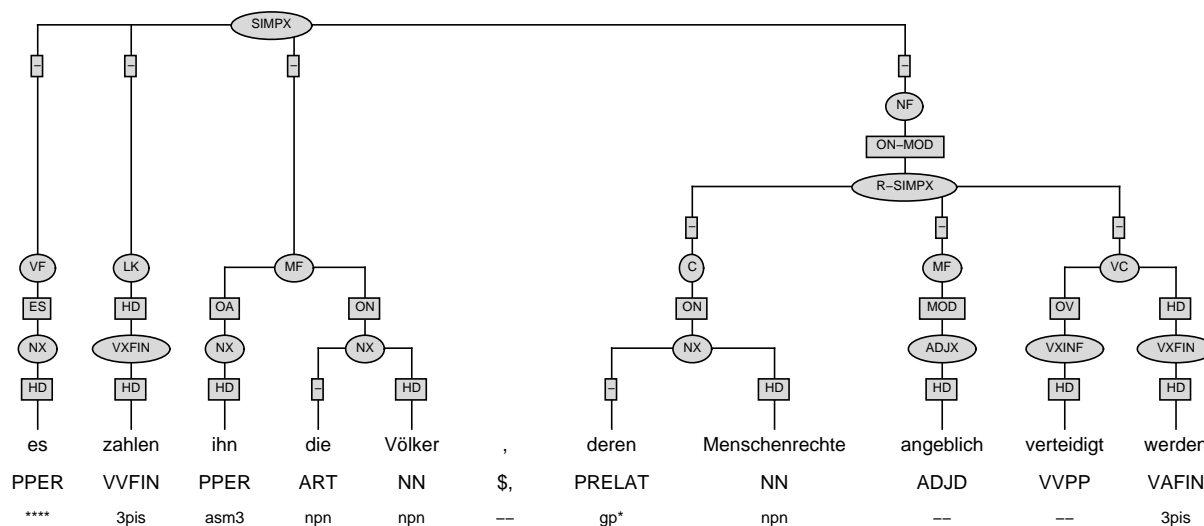 SIMPX
– – – –
NF
ON–MOD
R–SIMPX
– – –
VF LK MF C MF VC
ES HD OA ON ON MOD OV HD
NX VXFIN NX NX NX ADJX VXINF VXFIN
HD HD HD – HD – HD HD HD HD
es zahlen ihn die Völker , deren Menschenrechte angeblich verteidigt werden
PPER VVFIN PPER ART NN $, PRELAT NN ADJD VVPP VAFIN
**** 3pis asm3 npn npn –– gp* npn –– –– 3pis